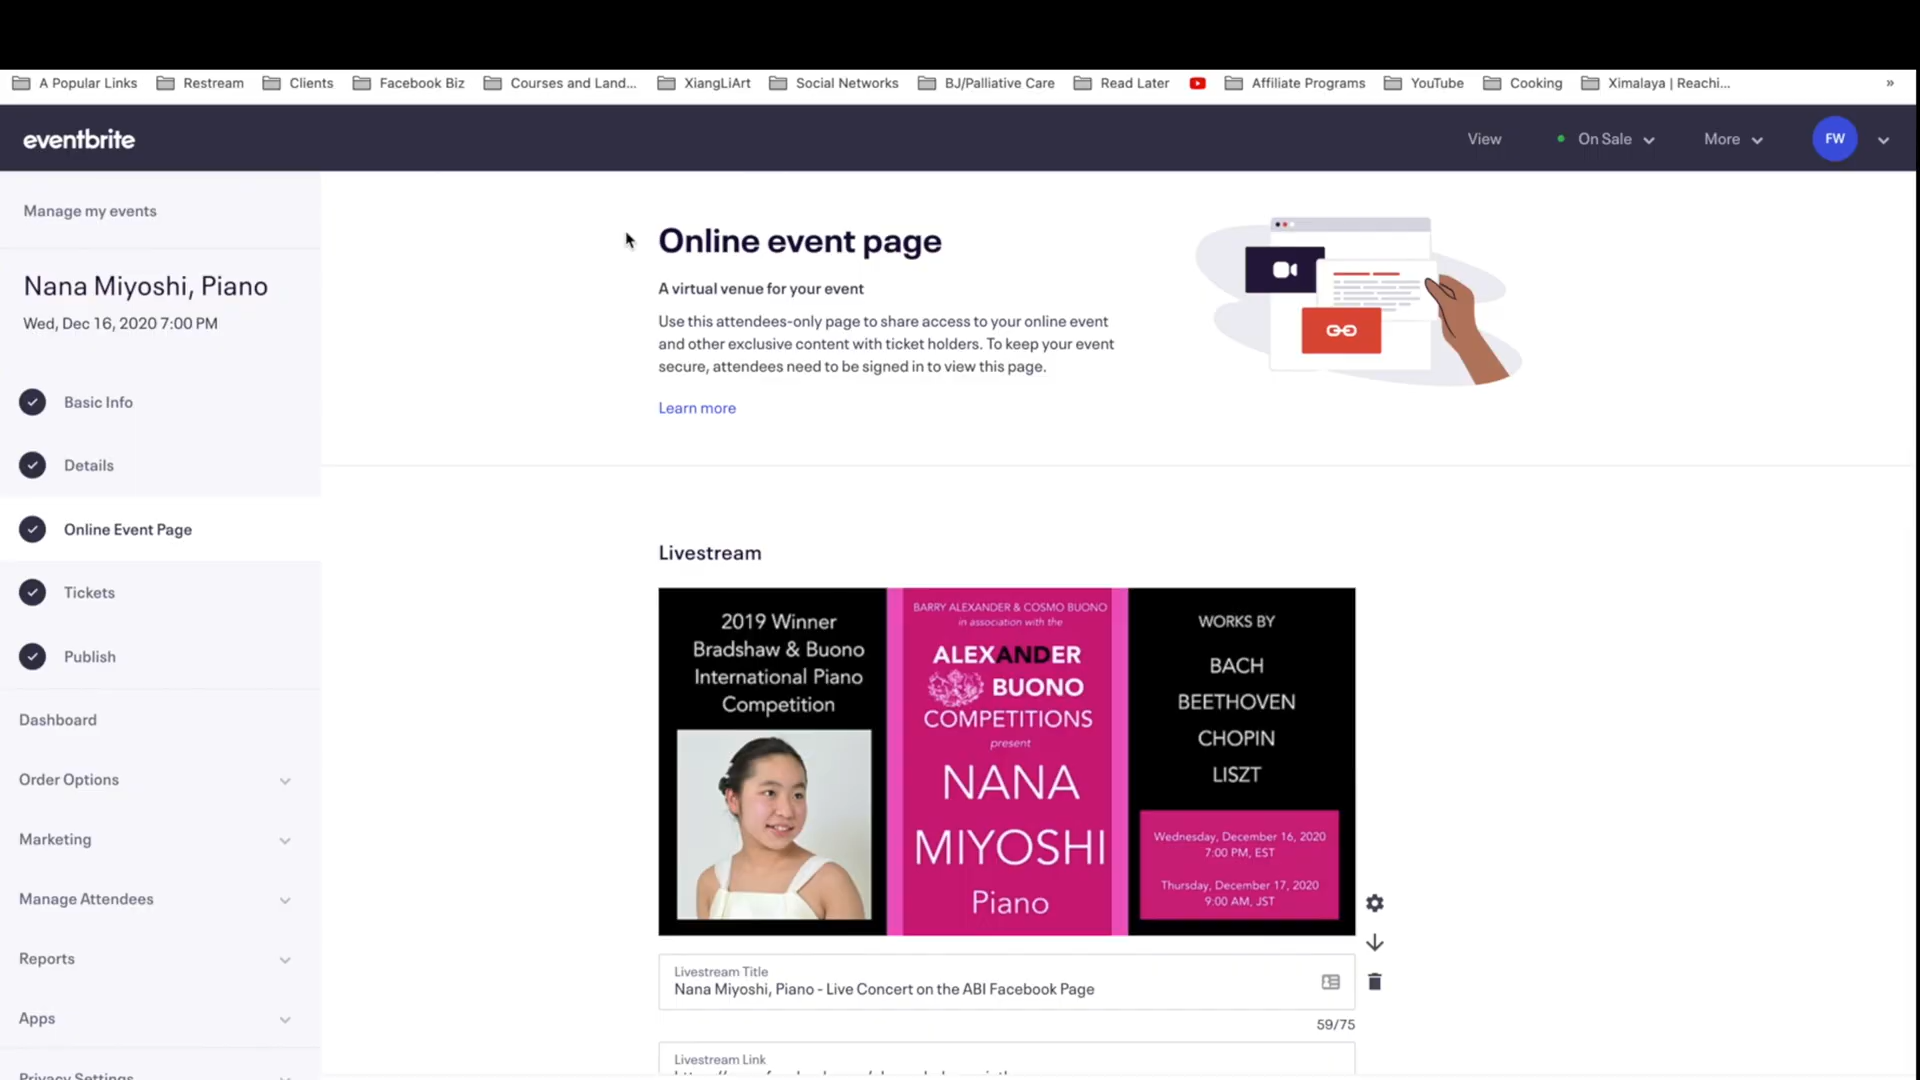 A Popular Links
Restream
Clients
Facebook Biz
Courses and Land...
XiangLiArt
Social Networks
BJ/Palliative Care
Read Later
Affiliate Programs
YouTube
Cooking
Ximalaya | Reachi...
»
eventbrite
View
On Sale
More
FW
Manage my events
Nana Miyoshi, Piano
Wed, Dec 16, 2020 7:00 PM
Basic Info
Details
Online Event Page
Tickets
Publish
Dashboard
Order Options
Marketing
Manage Attendees
Reports
Apps
Privacy Settings
Online event page
A virtual venue for your event
Use this attendees-only page to share access to your online event
and other exclusive content with ticket holders. To keep your event
secure, attendees need to be signed in to view this page.
Learn more
Livestream
2019 Winner
Bradshaw & Buono
International Piano
Competition
BARRY ALEXANDER & COSMO BUONO
in association with the
ALEXANDER
BUONO
COMPETITIONS
present
NANA
MIYOSHI
Piano
WORKS BY
BACH
BEETHOVEN
CHOPIN
LISZT
Wednesday, December 16, 2020
7:00 PM, EST
Thursday, December 17, 2020
9:00 AM, JST
Livestream Title
Nana Miyoshi, Piano - Live Concert on the ABI Facebook Page
59/75
Livestream Link